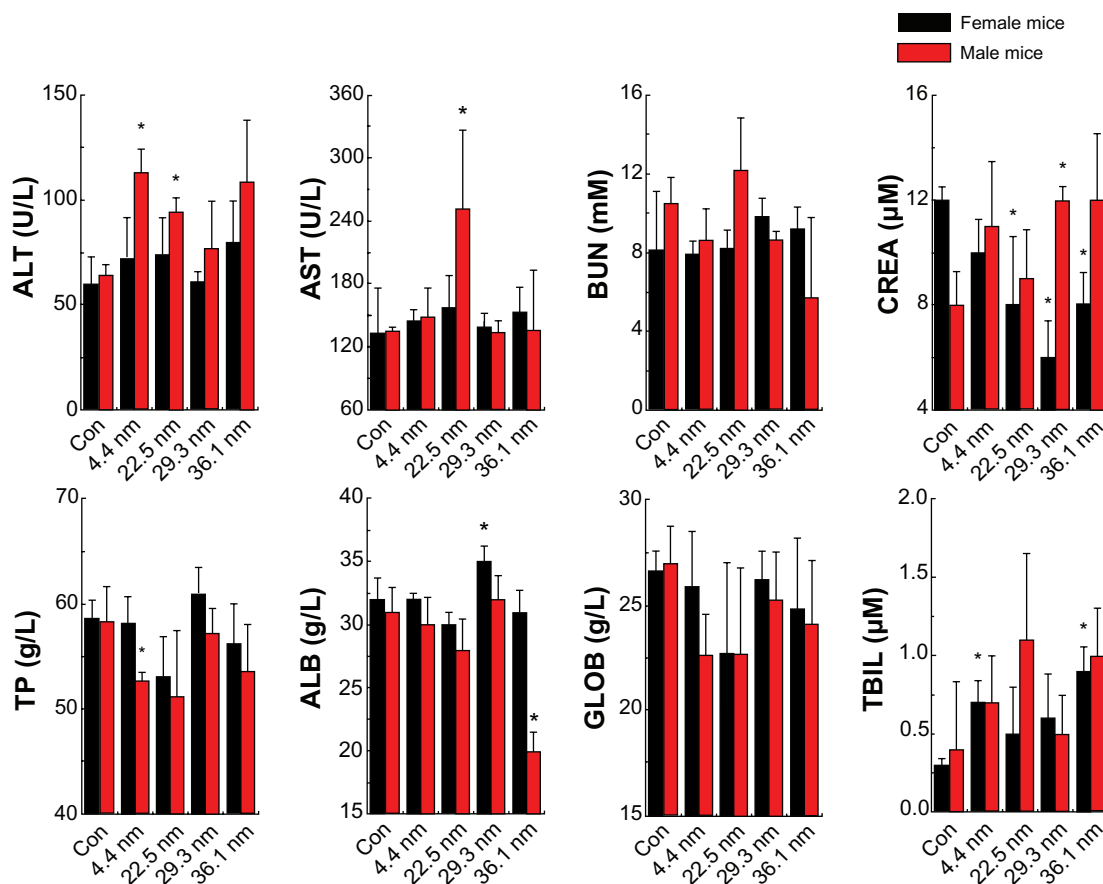 Female mice
Male mice
ALT (U/L)
150
100
50
0
*
*
Con
4.4 nm
22.5 nm
29.3 nm
36.1 nm
AST (U/L)
360
300
240
180
120
60
*
Con
4.4 nm
22.5 nm
29.3 nm
36.1 nm
BUN (mM)
16
12
8
4
0
Con
4.4 nm
22.5 nm
29.3 nm
36.1 nm
CREA (µM)
16
12
8
4
*
*
*
*
Con
4.4 nm
22.5 nm
29.3 nm
36.1 nm
TP (g/L)
70
60
50
40
*
Con
4.4 nm
22.5 nm
29.3 nm
36.1 nm
ALB (g/L)
40
35
30
25
20
15
*
*
Con
4.4 nm
22.5 nm
29.3 nm
36.1 nm
GLOB (g/L)
30
26
22
15
Con
4.4 nm
22.5 nm
29.3 nm
36.1 nm
TBIL (µM)
2.0
1.5
1.0
0.5
0.0
*
*
Con
4.4 nm
22.5 nm
29.3 nm
36.1 nm